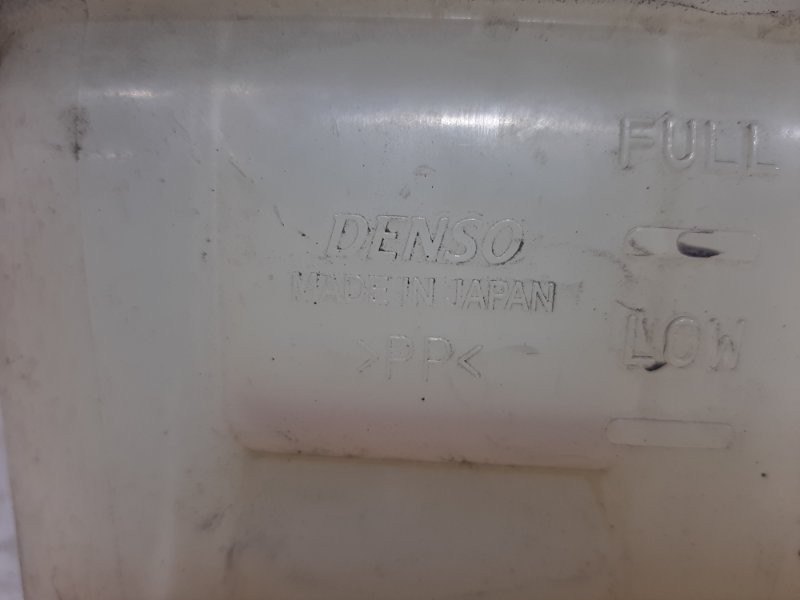 FULL
DENSO
MADE IN JAPAN
>PP<
LOW